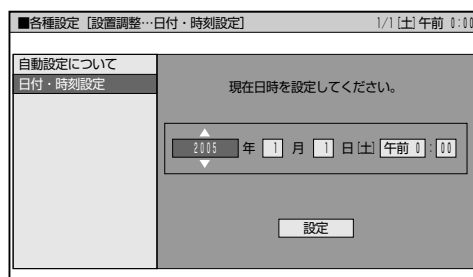 ■各種設定［設置調整…日付・時刻設定］ 1/1［土］午前 0:00
自動設定について
日付・時刻設定
現在日時を設定してください。
2005 年 1 月 1 日［土］ 午前 0 : 00
設定